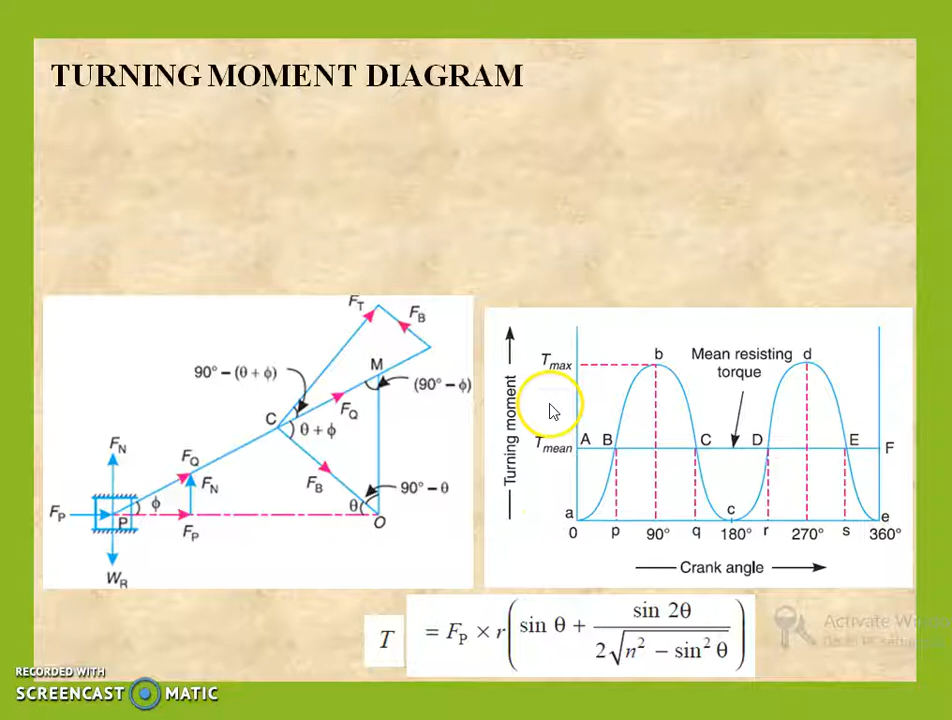 TURNING MOMENT DIAGRAM
F_T
F_B
M
90° – (θ + ϕ)
(90° – ϕ)
F_Q
C
θ + ϕ
F_N
F_Q
F_B
90° – θ
F_N
θ
F_P
P
ϕ
O
F_P
W_R
Turning moment
T_max
b
Mean resisting
torque
d
T_mean
A
B
C
D
E
F
a
c
e
0
p
90°
q
180°
r
270°
s
360°
Crank angle
T = F_P × r ( sin θ + sin 2θ / 2√(n² – sin² θ) )
Activate W
RECORDED WITH
SCREENCAST MATIC